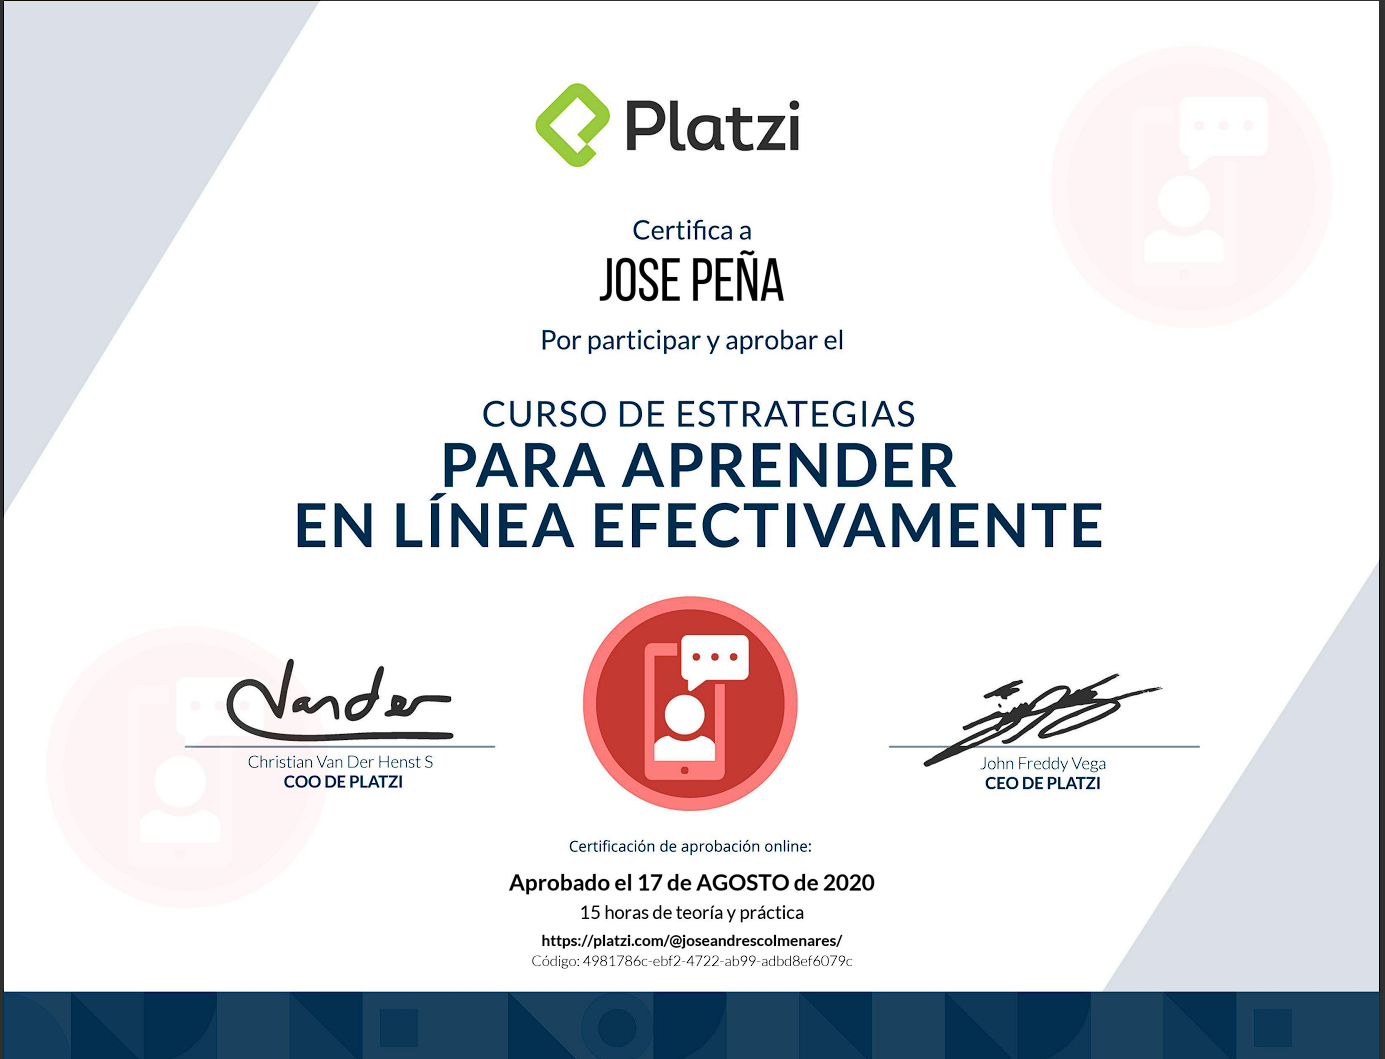 Platzi
Certifica a
JOSE PEÑA
Por participar y aprobar el
CURSO DE ESTRATEGIAS
PARA APRENDER
EN LÍNEA EFECTIVAMENTE
Vander
Christian Van Der Henst S
COO DE PLATZI
John Freddy Vega
CEO DE PLATZI
Certificación de aprobación online:
Aprobado el 17 de AGOSTO de 2020
15 horas de teoría y práctica
https://platzi.com/@joseandrescolmenares/
Código: 4981786c-ebf2-4722-ab99-adbd8ef6079c